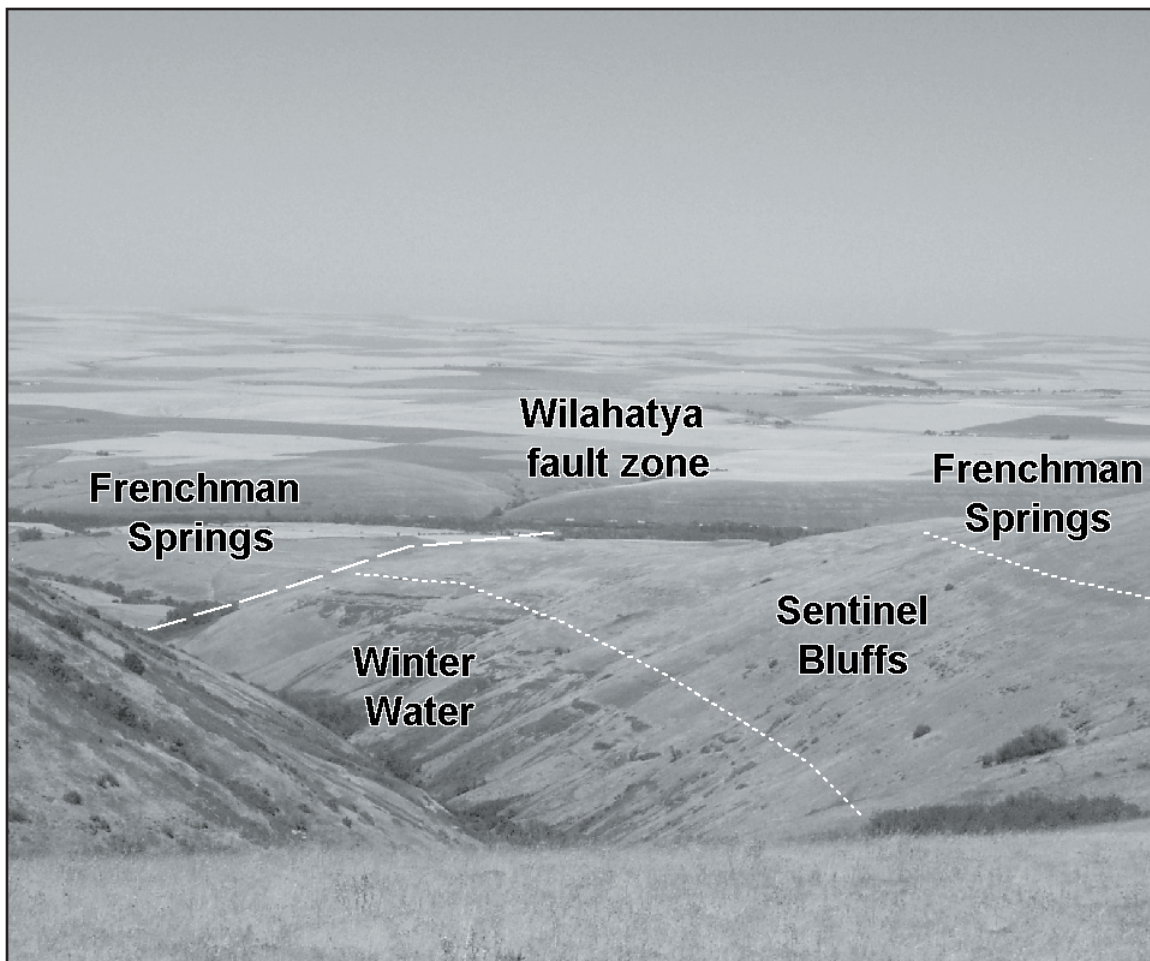 Wilahatya
fault zone
Frenchman
Springs
Frenchman
Springs
Sentinel
Bluffs
Winter
Water